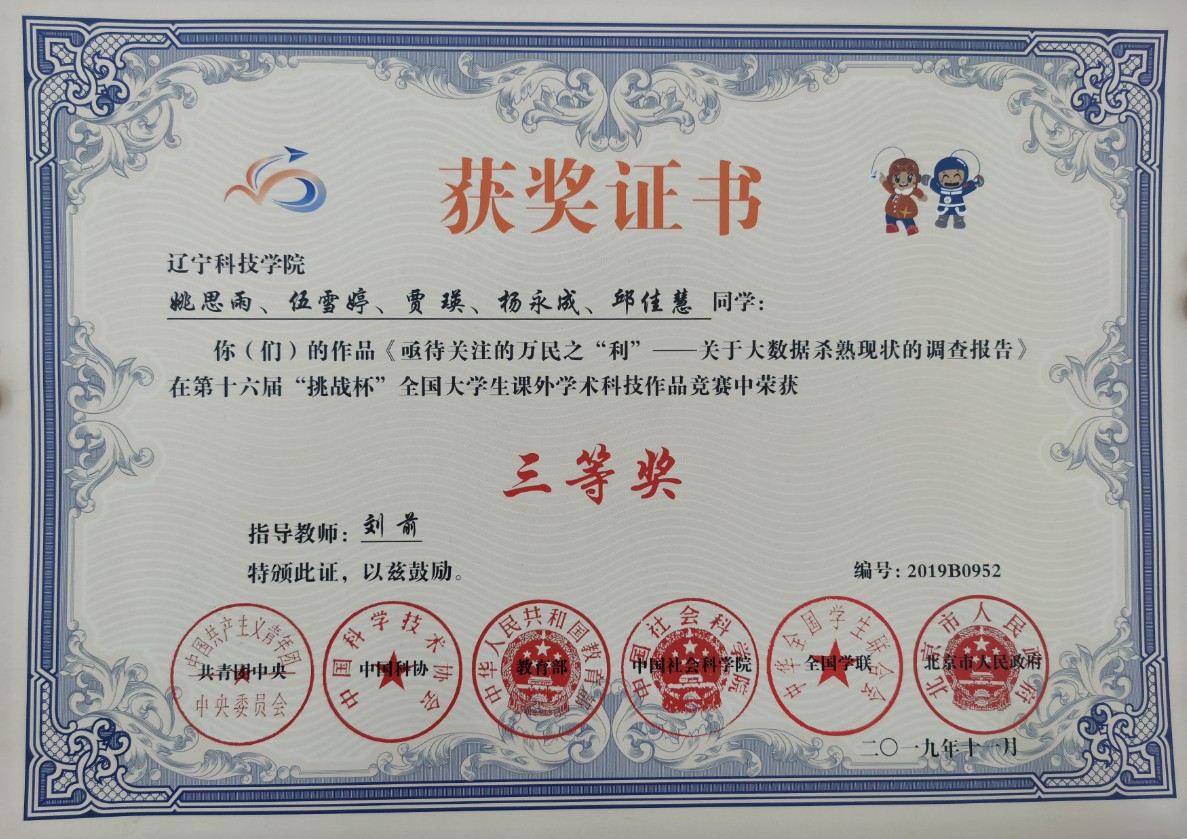 获奖证书
辽宁科技学院
姚思雨、伍雪婷、贾瑛、杨永成、邱佳慧 同学：
你（们）的作品《亟待关注的万民之“利”——关于大数据杀熟现状的调查报告》
在第十六届“挑战杯”全国大学生课外学术科技作品竞赛中荣获
三等奖
指导教师：刘前
特颁此证，以兹鼓励。
编号：2019B0952
中国共产主义青年团
中央委员会
共青团中央
中国科学技术协会
中国科协
中华人民共和国教育部
教育部
中国社会科学院
中国社会科学院
中华全国学生联合会
全国学联
北京市人民政府
北京市人民政府
二〇一九年十一月